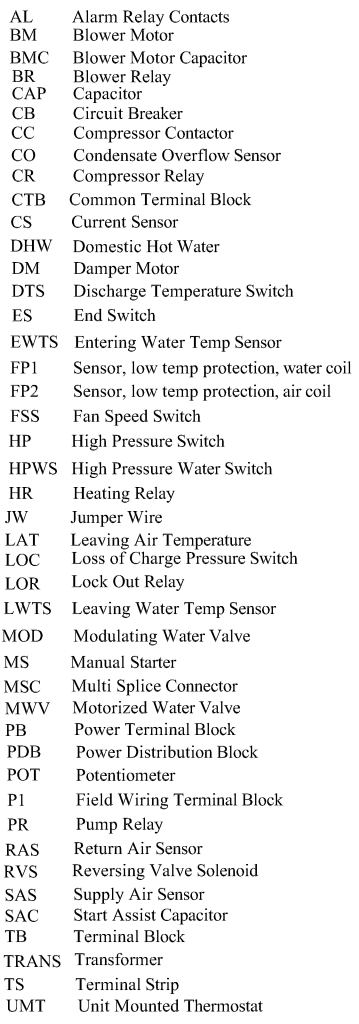 AL Alarm Relay Contacts
BM Blower Motor
BMC Blower Motor Capacitor
BR Blower Relay
CAP Capacitor
CB Circuit Breaker
CC Compressor Contactor
CO Condensate Overflow Sensor
CR Compressor Relay
CTB Common Terminal Block
CS Current Sensor
DHW Domestic Hot Water
DM Damper Motor
DTS Discharge Temperature Switch
ES End Switch
EWTS Entering Water Temp Sensor
FP1 Sensor, low temp protection, water coil
FP2 Sensor, low temp protection, air coil
FSS Fan Speed Switch
HP High Pressure Switch
HPWS High Pressure Water Switch
HR Heating Relay
JW Jumper Wire
LAT Leaving Air Temperature
LOC Loss of Charge Pressure Switch
LOR Lock Out Relay
LWTS Leaving Water Temp Sensor
MOD Modulating Water Valve
MS Manual Starter
MSC Multi Splice Connector
MWV Motorized Water Valve
PB Power Terminal Block
PDB Power Distribution Block
POT Potentiometer
P1 Field Wiring Terminal Block
PR Pump Relay
RAS Return Air Sensor
RVS Reversing Valve Solenoid
SAS Supply Air Sensor
SAC Start Assist Capacitor
TB Terminal Block
TRANS Transformer
TS Terminal Strip
UMT Unit Mounted Thermostat